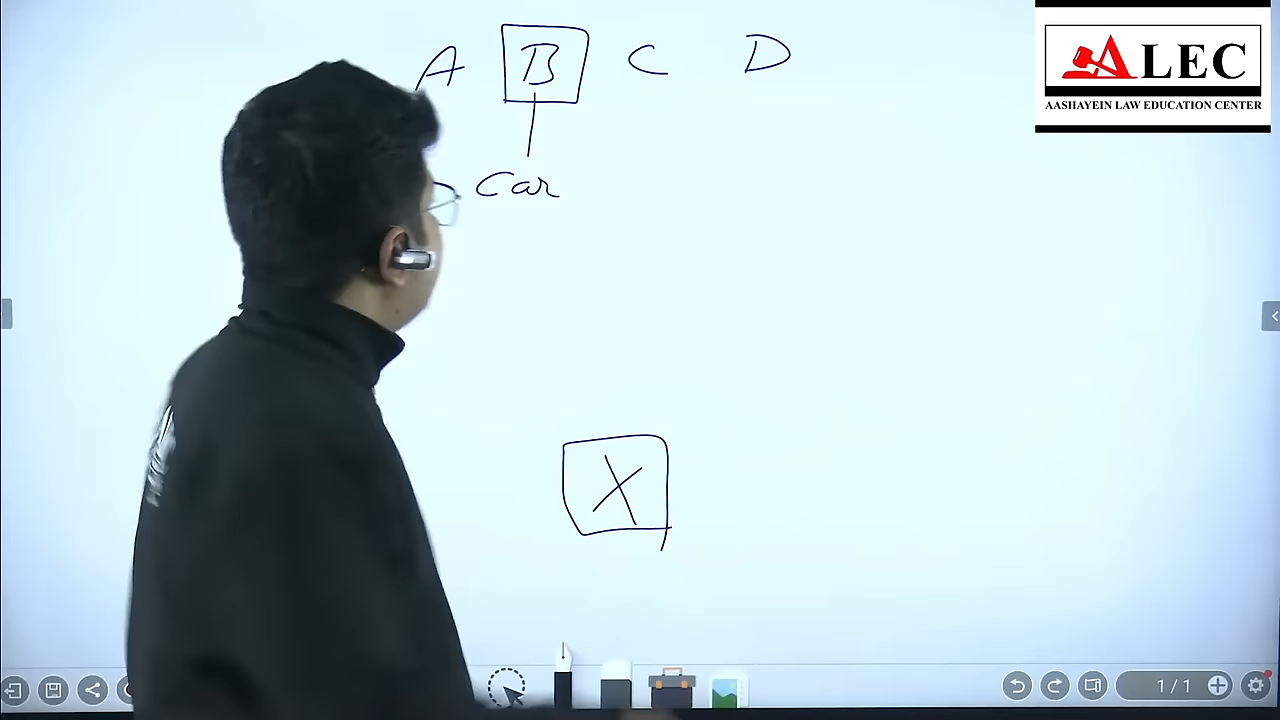 A B C D
Car
X
ALEC
AASHAYEIN LAW EDUCATION CENTER
1 / 1